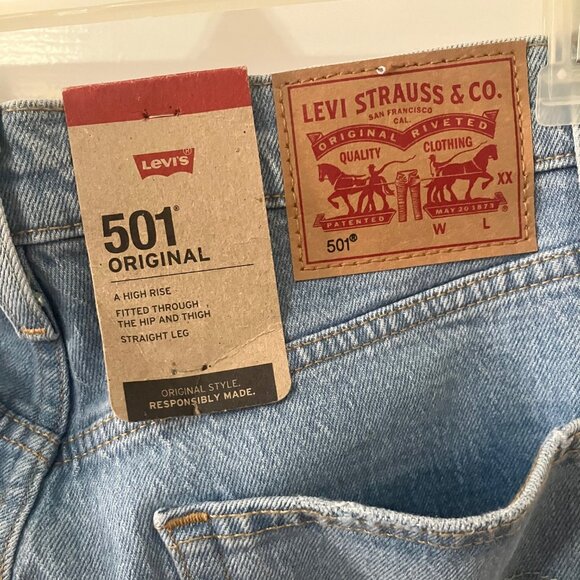 Levi's®
501®
ORIGINAL
A HIGH RISE
FITTED THROUGH
THE HIP AND THIGH
STRAIGHT LEG
ORIGINAL STYLE.
RESPONSIBLY MADE.
LEVI STRAUSS & CO.
SAN FRANCISCO
CAL.
ORIGINAL RIVETED
QUALITY CLOTHING
XX
PATENTED MAY 20 1873
501® W L